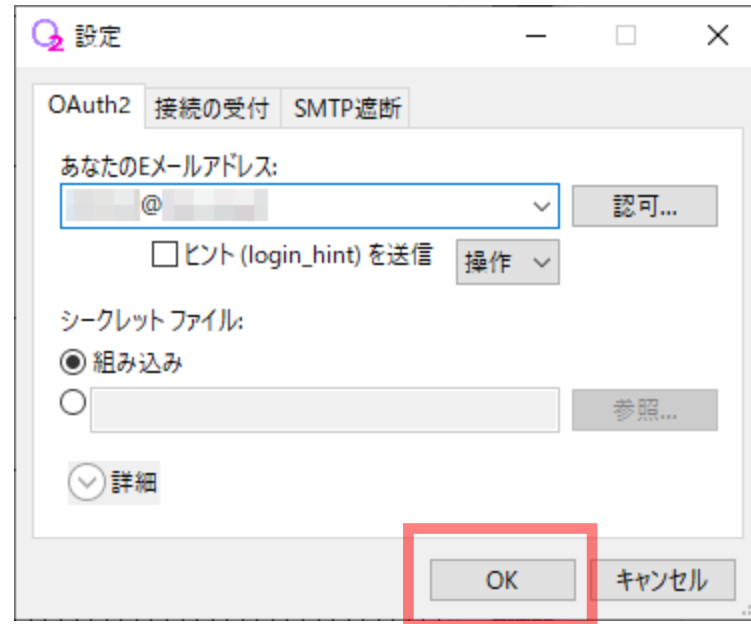 設定
OAuth2 接続の受付 SMTP遮断
あなたのEメールアドレス:
@
認可...
ヒント (login_hint) を送信
操作
シークレット ファイル:
組み込み
参照...
詳細
OK
キャンセル